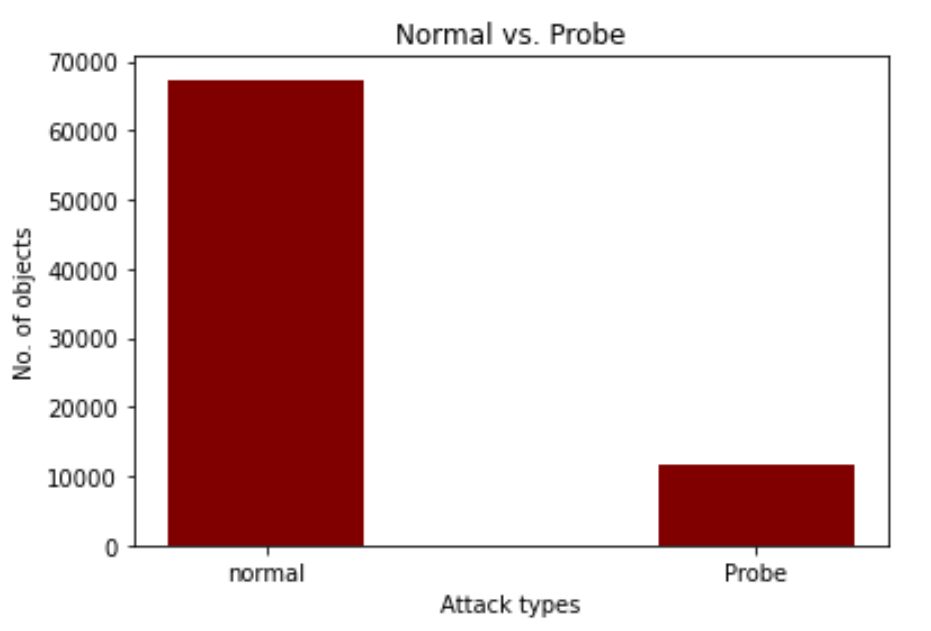 Normal vs. Probe
70000
60000
50000
40000
30000
20000
10000
0
No. of objects
normal
Probe
Attack types